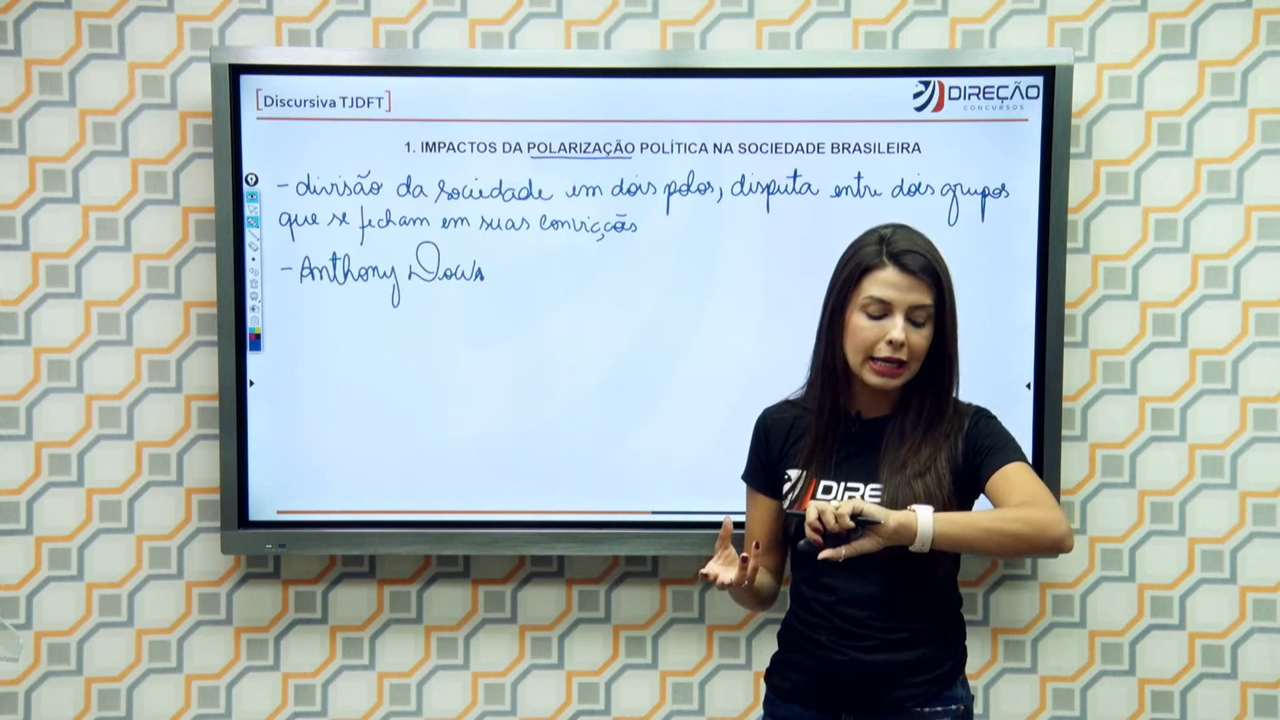 [Discursiva TJDFT]
DIREÇÃO
CONCURSOS
1. IMPACTOS DA POLARIZAÇÃO POLÍTICA NA SOCIEDADE BRASILEIRA
- divisão da sociedade em dois polos, disputa entre dois grupos
que se fecham em suas convicções
- Anthony Downs
DIRE